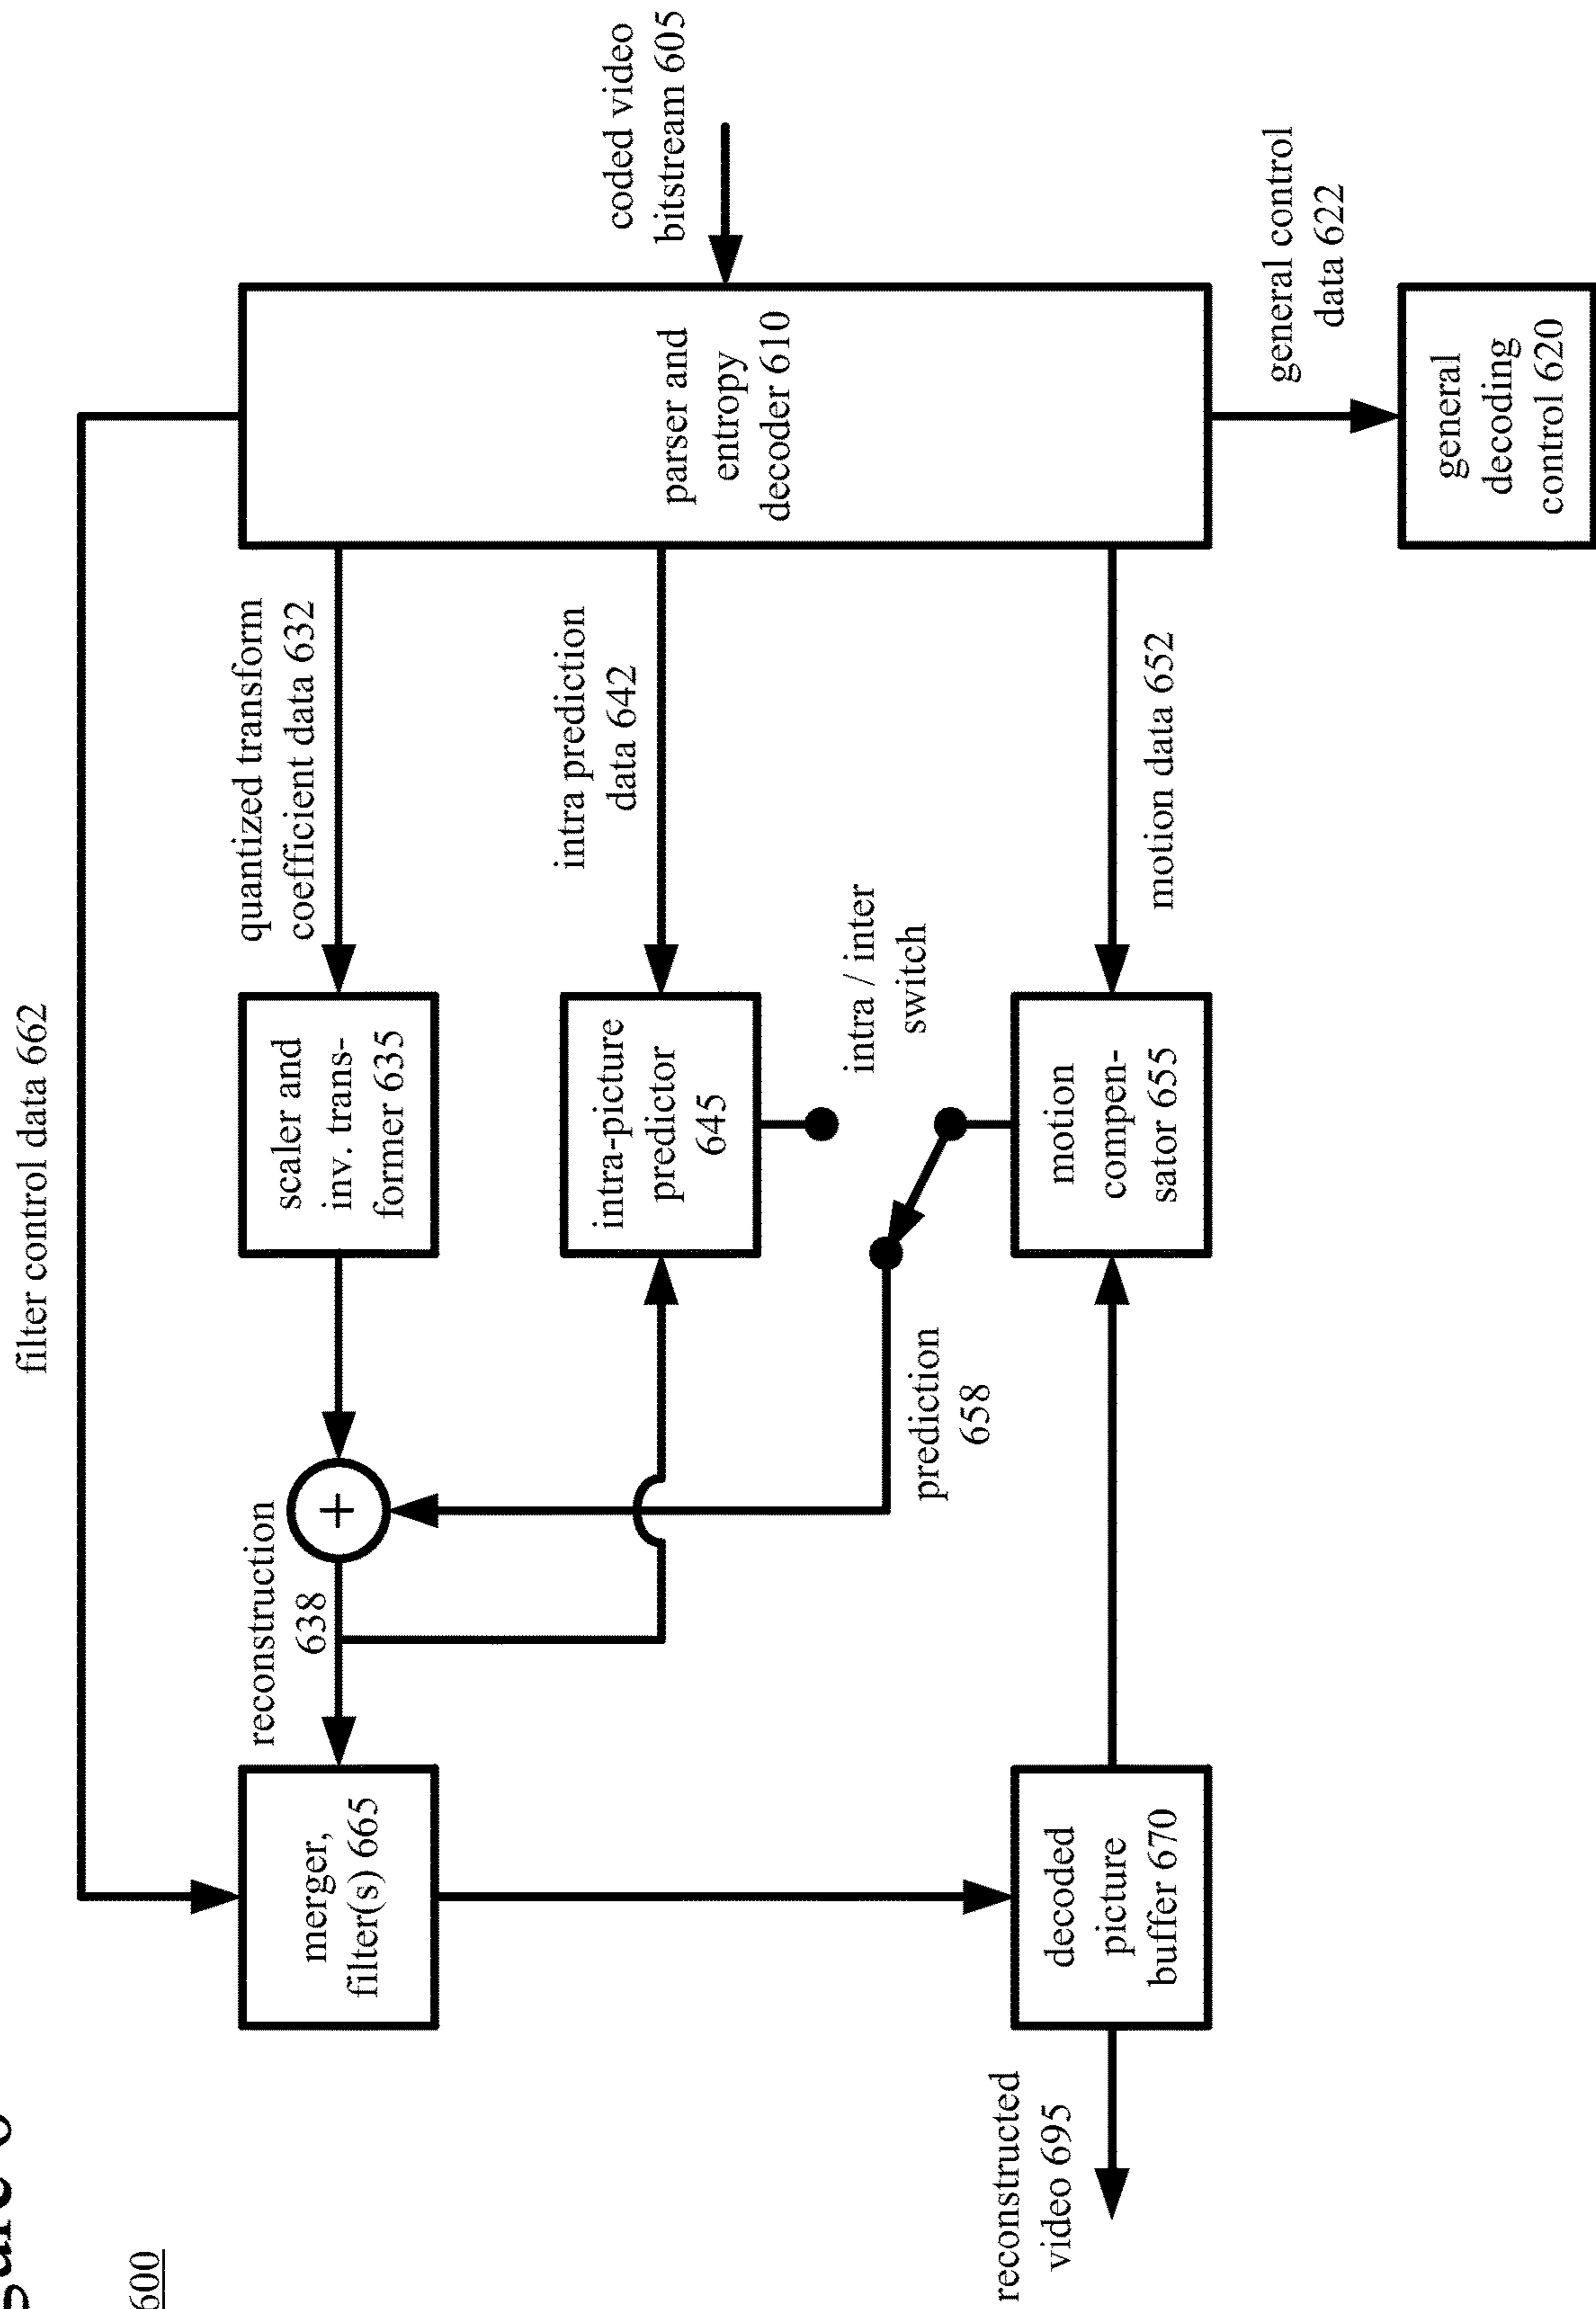 600
filter control data 662
reconstruction
638
quantized transform
coefficient data 632
merger,
filter(s) 665
+
scaler and
inv. trans-
former 635
intra prediction
data 642
intra-picture
predictor
645
parser and
entropy
decoder 610
coded video
bitstream 605
intra / inter
switch
prediction
658
reconstructed
video 695
decoded
picture
buffer 670
motion
compen-
sator 655
motion data 652
general control
data 622
general
decoding
control 620